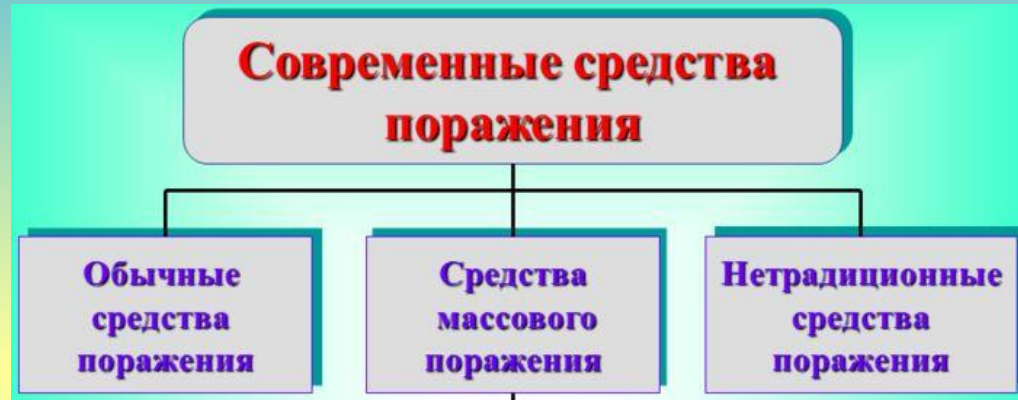 Современные средства
поражения
Обычные
средства
поражения
Средства
массового
поражения
Нетрадиционные
средства
поражения